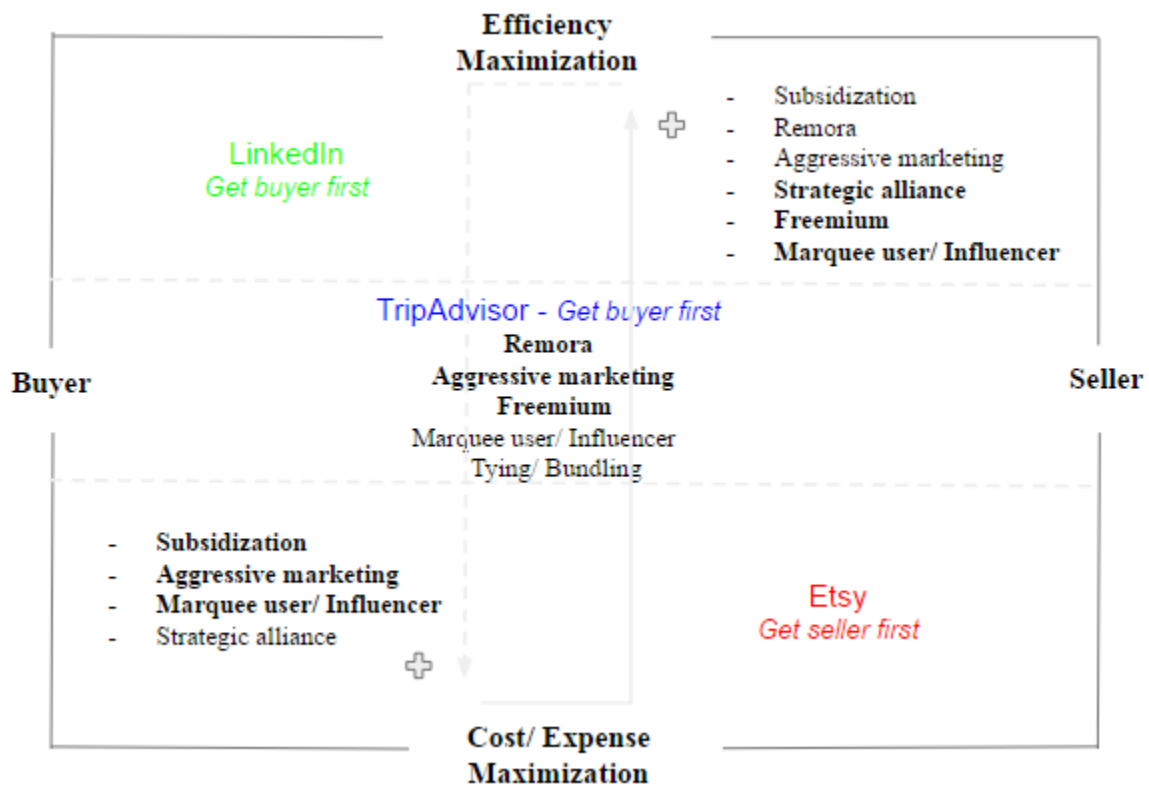 Efficiency
Maximization
LinkedIn
Get buyer first
- Subsidization
- Remora
- Aggressive marketing
- Strategic alliance
- Freemium
- Marquee user/ Influencer
TripAdvisor - Get buyer first
Remora
Aggressive marketing
Freemium
Marquee user/ Influencer
Tying/ Bundling
Buyer
Seller
- Subsidization
- Aggressive marketing
- Marquee user/ Influencer
- Strategic alliance
Etsy
Get seller first
Cost/ Expense
Maximization